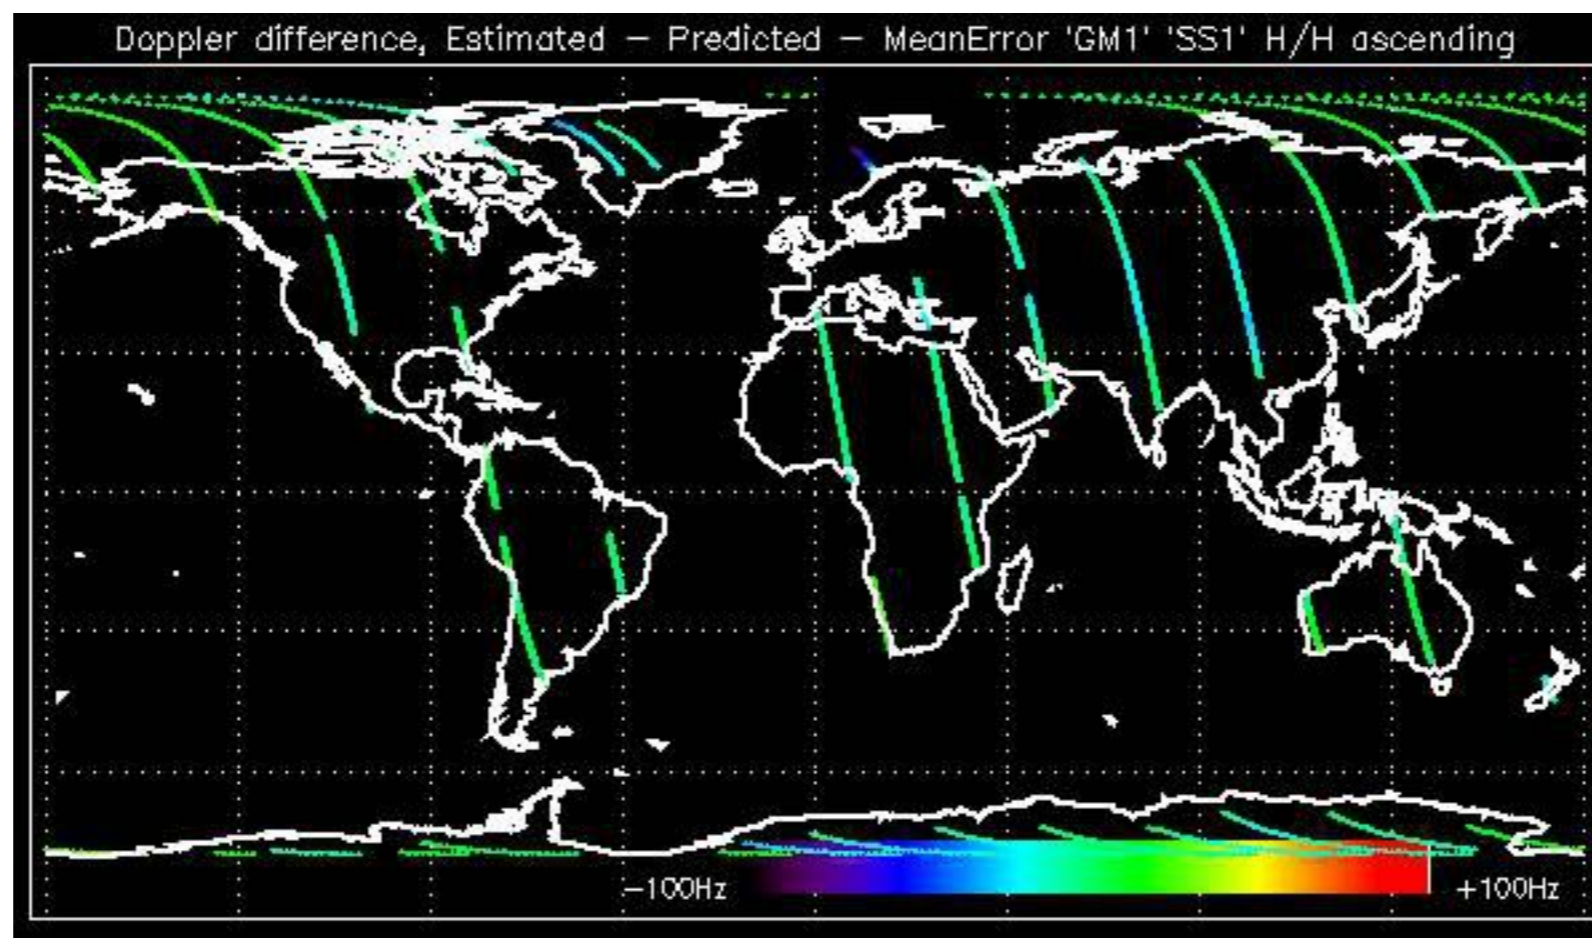 Doppler difference, Estimated – Predicted – MeanError 'GM1' 'SS1' H/H ascending
–100Hz +100Hz